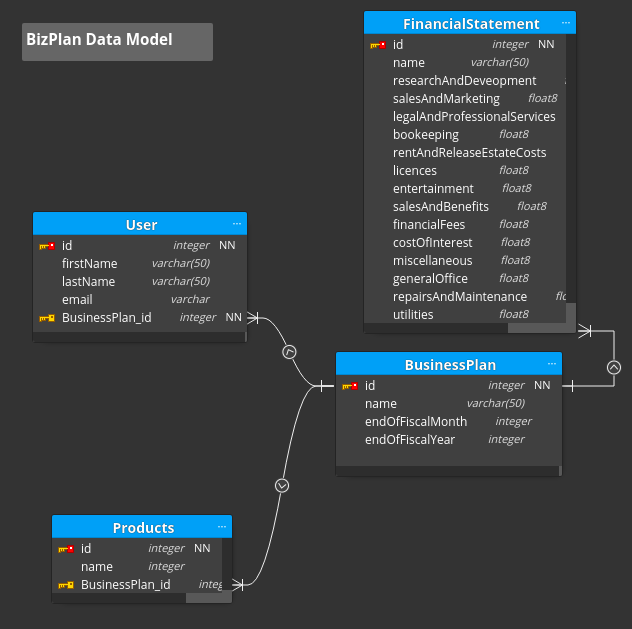 BizPlan Data Model
FinancialStatement ...
id integer NN
name varchar(50)
researchAndDeveopment
salesAndMarketing float8
legalAndProfessionalServices
bookeeping float8
rentAndReleaseEstateCosts
licences float8
entertainment float8
salesAndBenefits float8
financialFees float8
costOfInterest float8
miscellaneous float8
generalOffice float8
repairsAndMaintenance
utilities float8
User ...
id integer NN
firstName varchar(50)
lastName varchar(50)
email varchar
BusinessPlan_id integer NN
BusinessPlan ...
id integer NN
name varchar(50)
endOfFiscalMonth integer
endOfFiscalYear integer
Products ...
id integer NN
name integer
BusinessPlan_id integ